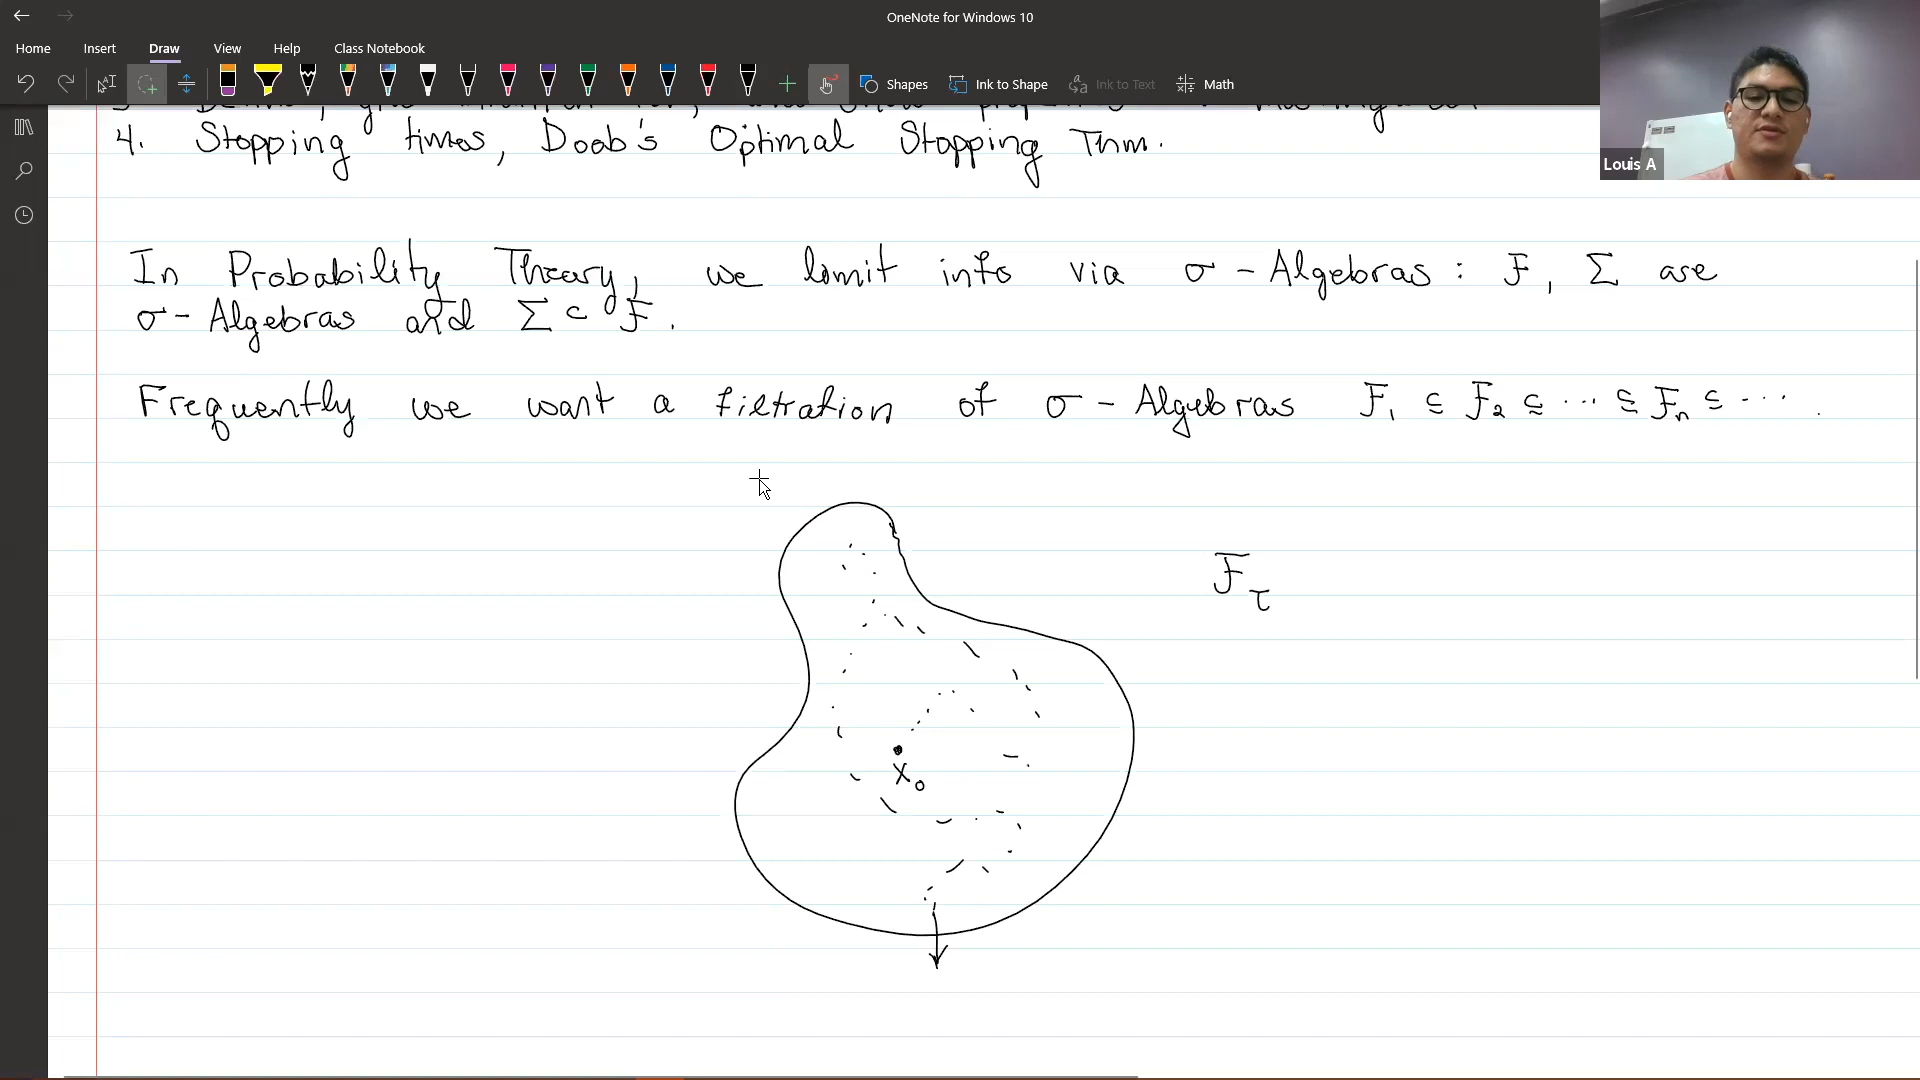 OneNote for Windows 10
Home Insert Draw View Help Class Notebook
Shapes Ink to Shape Ink to Text Math
Louis A
4. Stopping times, Doob's Optimal Stopping Thm.
In Probability Theory, we limit info via σ-Algebras: F, Σ are
σ-Algebras and Σ ⊂ F.
Frequently we want a filtration of σ-Algebras F₁ ⊆ F₂ ⊆ ⋯ ⊆ Fₙ ⊆ ⋯ .
F_τ
X₀